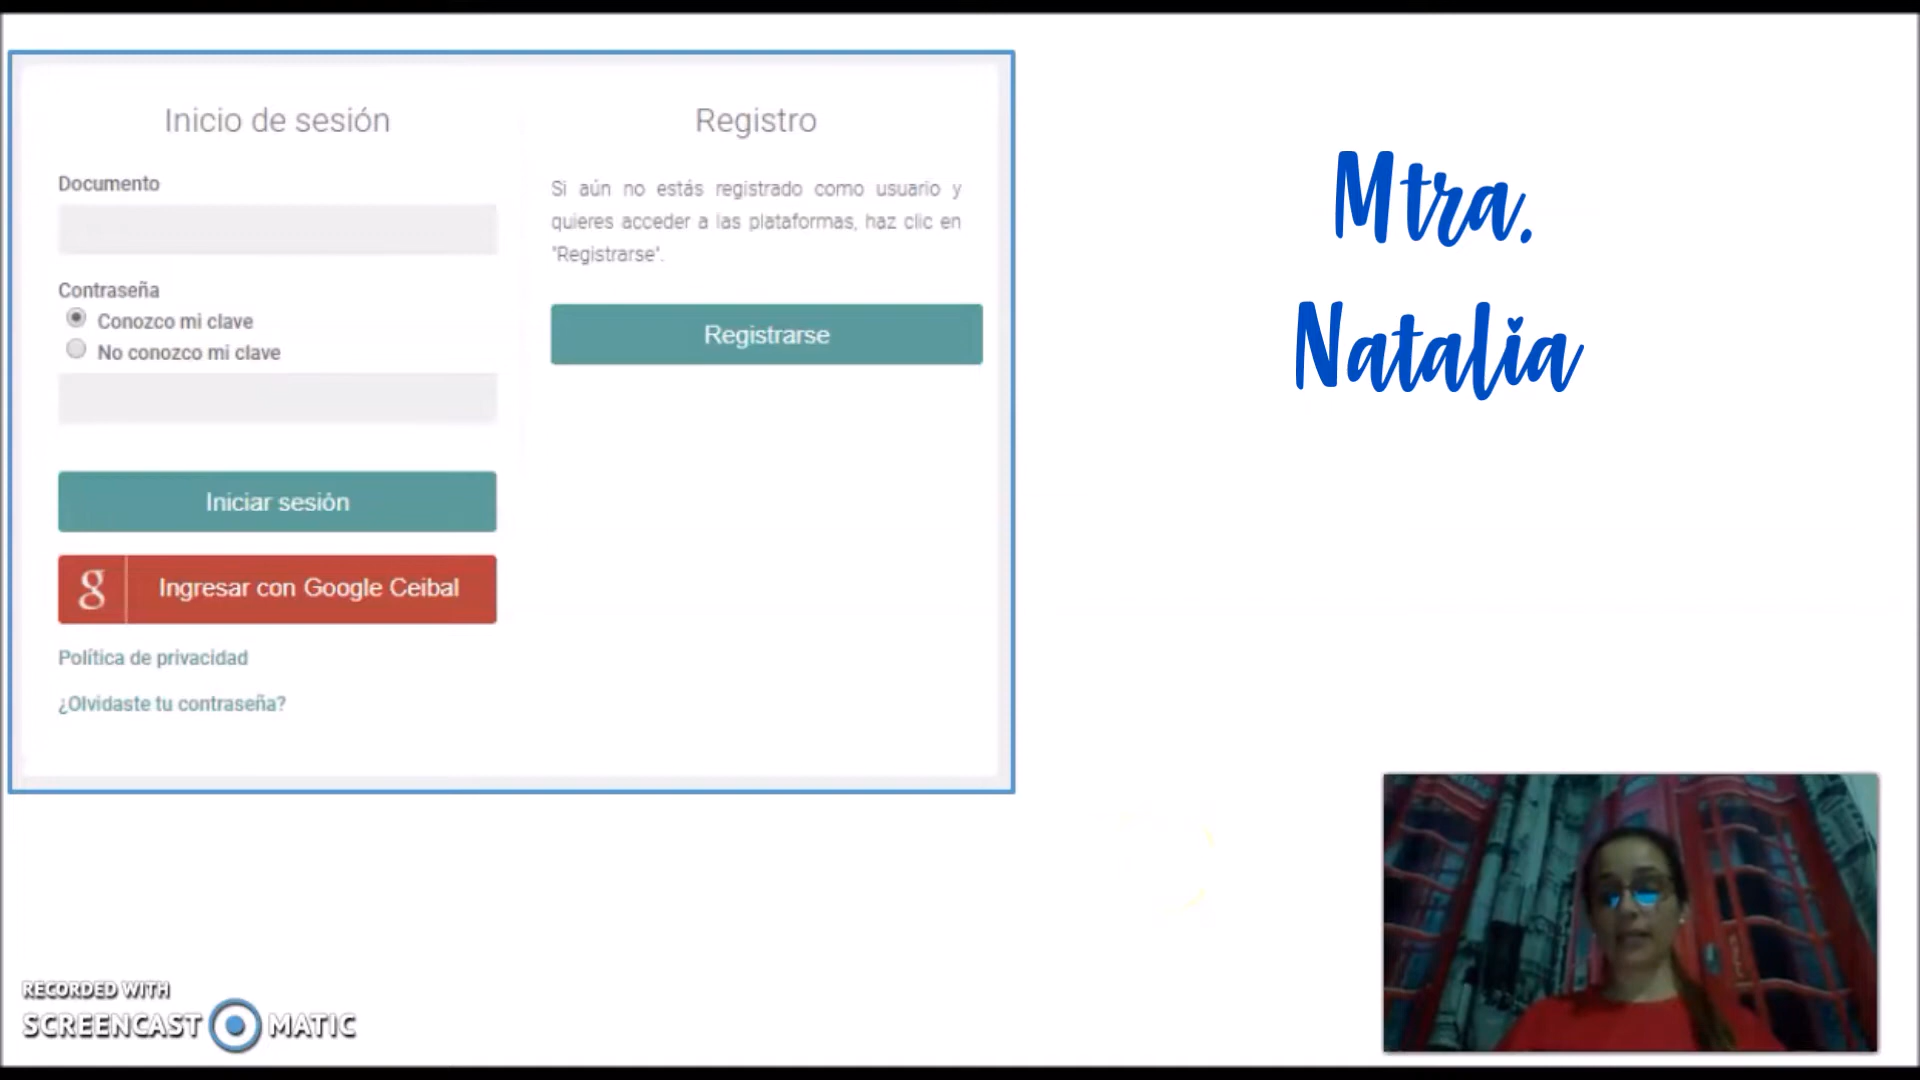 Inicio de sesión
Documento
Contraseña
Conozco mi clave
No conozco mi clave
Iniciar sesión
g Ingresar con Google Ceibal
Política de privacidad
¿Olvidaste tu contraseña?
Registro
Si aún no estás registrado como usuario y
quieres acceder a las plataformas, haz clic en
"Registrarse".
Registrarse
Mtra.
Natalia
RECORDED WITH
SCREENCAST MATIC